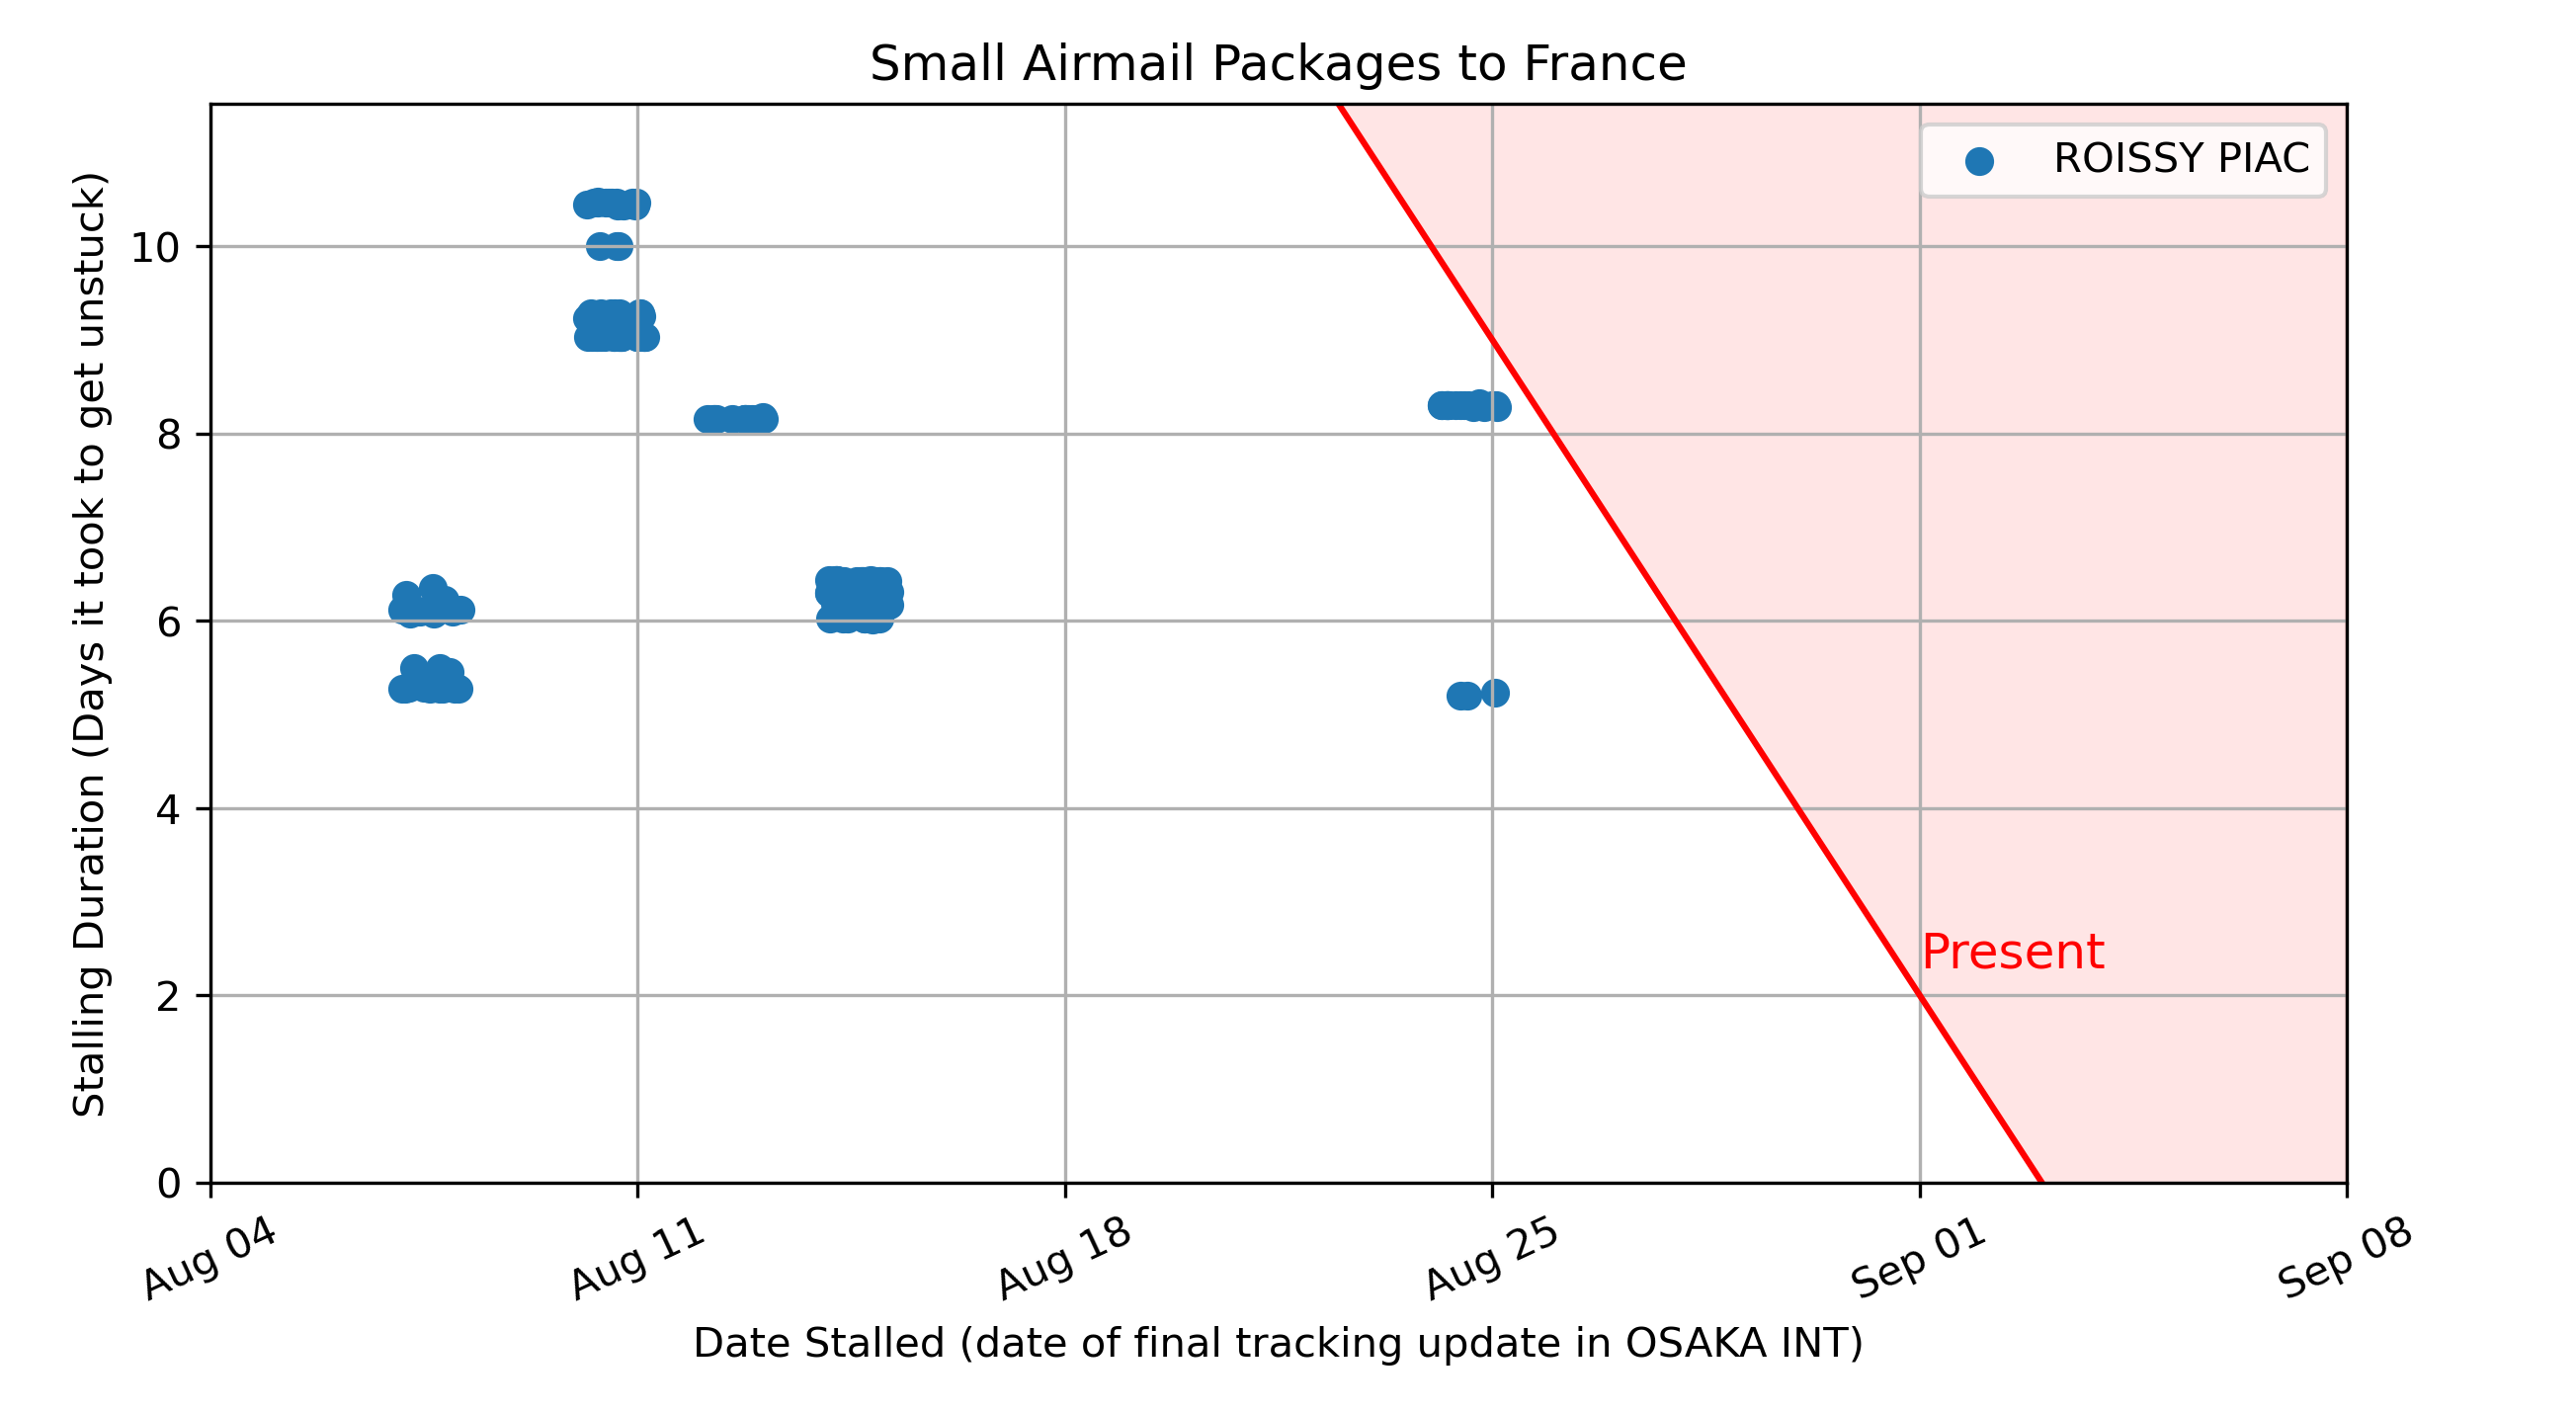 Small Airmail Packages to France
ROISSY PIAC
Stalling Duration (Days it took to get unstuck)
10
8
6
4
2
0
Present
Aug 04
Aug 11
Aug 18
Aug 25
Sep 01
Sep 08
Date Stalled (date of final tracking update in OSAKA INT)